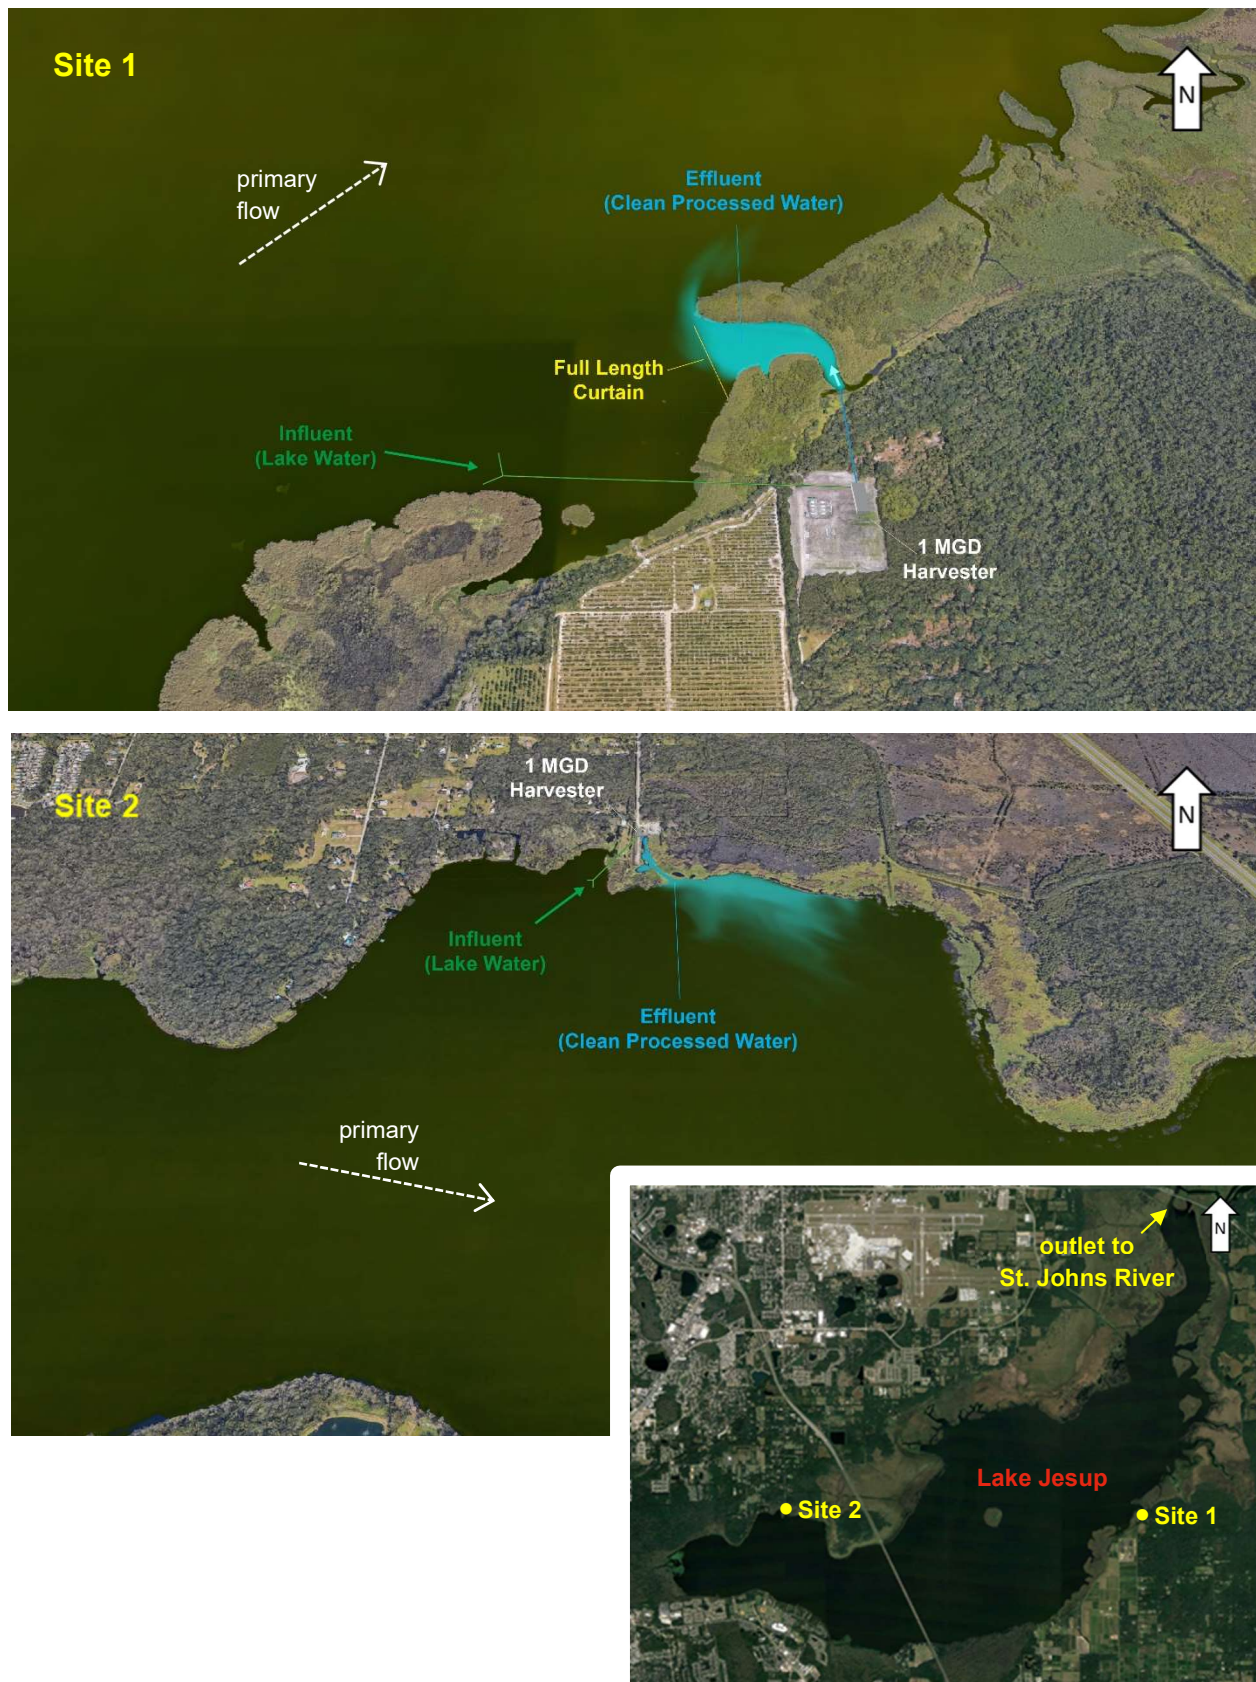 Site 1
N
primary
flow
Effluent
(Clean Processed Water)
Full Length
Curtain
Influent
(Lake Water)
1 MGD
Harvester
1 MGD
Harvester
Site 2
N
Influent
(Lake Water)
Effluent
(Clean Processed Water)
primary
flow
N
outlet to
St. Johns River
Lake Jesup
Site 2
Site 1